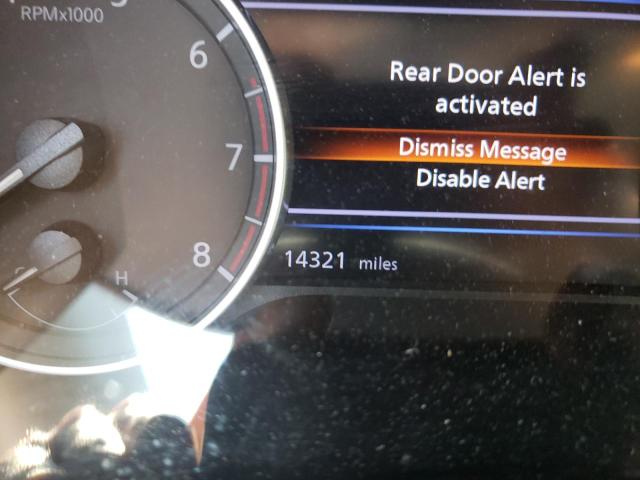 RPMx1000
6
7
8
H
Rear Door Alert is
activated
Dismiss Message
Disable Alert
14321 miles